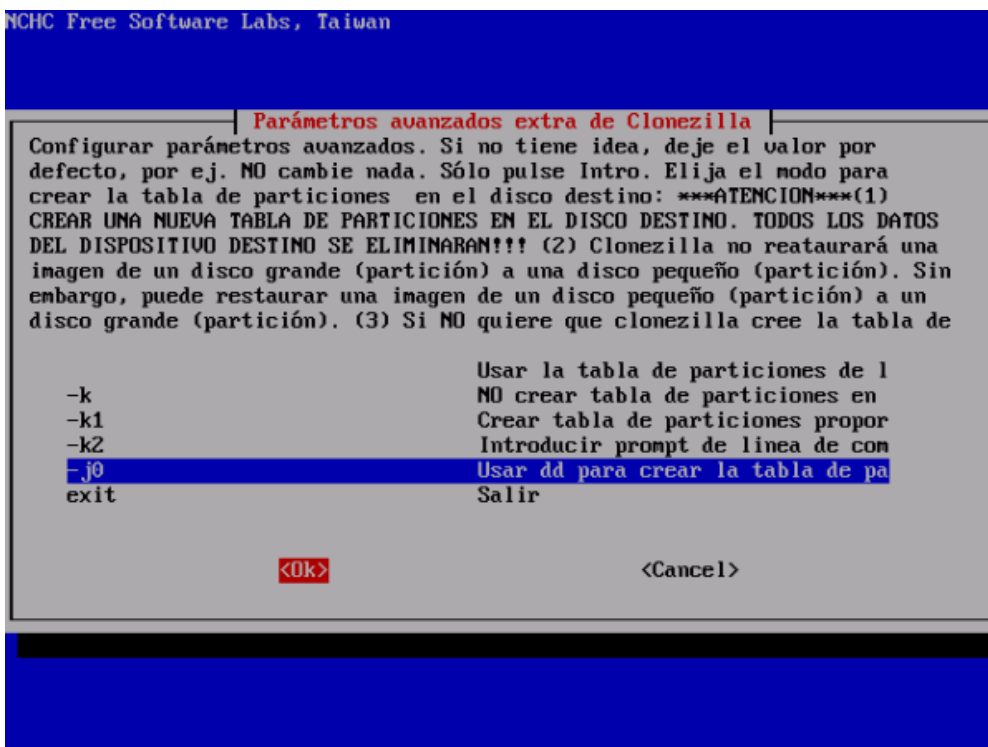 NCHC Free Software Labs, Taiwan
Parámetros avanzados extra de Clonezilla
Configurar parámetros avanzados. Si no tiene idea, deje el valor por
defecto, por ej. NO cambie nada. Sólo pulse Intro. Elija el modo para
crear la tabla de particiones  en el disco destino: ***ATENCION***(1)
CREAR UNA NUEVA TABLA DE PARTICIONES EN EL DISCO DESTINO. TODOS LOS DATOS
DEL DISPOSITIVO DESTINO SE ELIMINARAN!!! (2) Clonezilla no reataurará una
imagen de un disco grande (partición) a una disco pequeño (partición). Sin
embargo, puede restaurar una imagen de un disco pequeño (partición) a un
disco grande (partición). (3) Si NO quiere que clonezilla cree la tabla de
Usar la tabla de particiones de l
-k NO crear tabla de particiones en
-k1 Crear tabla de particiones propor
-k2 Introducir prompt de linea de com
-j0 Usar dd para crear la tabla de pa
exit Salir
<Ok> <Cancel>